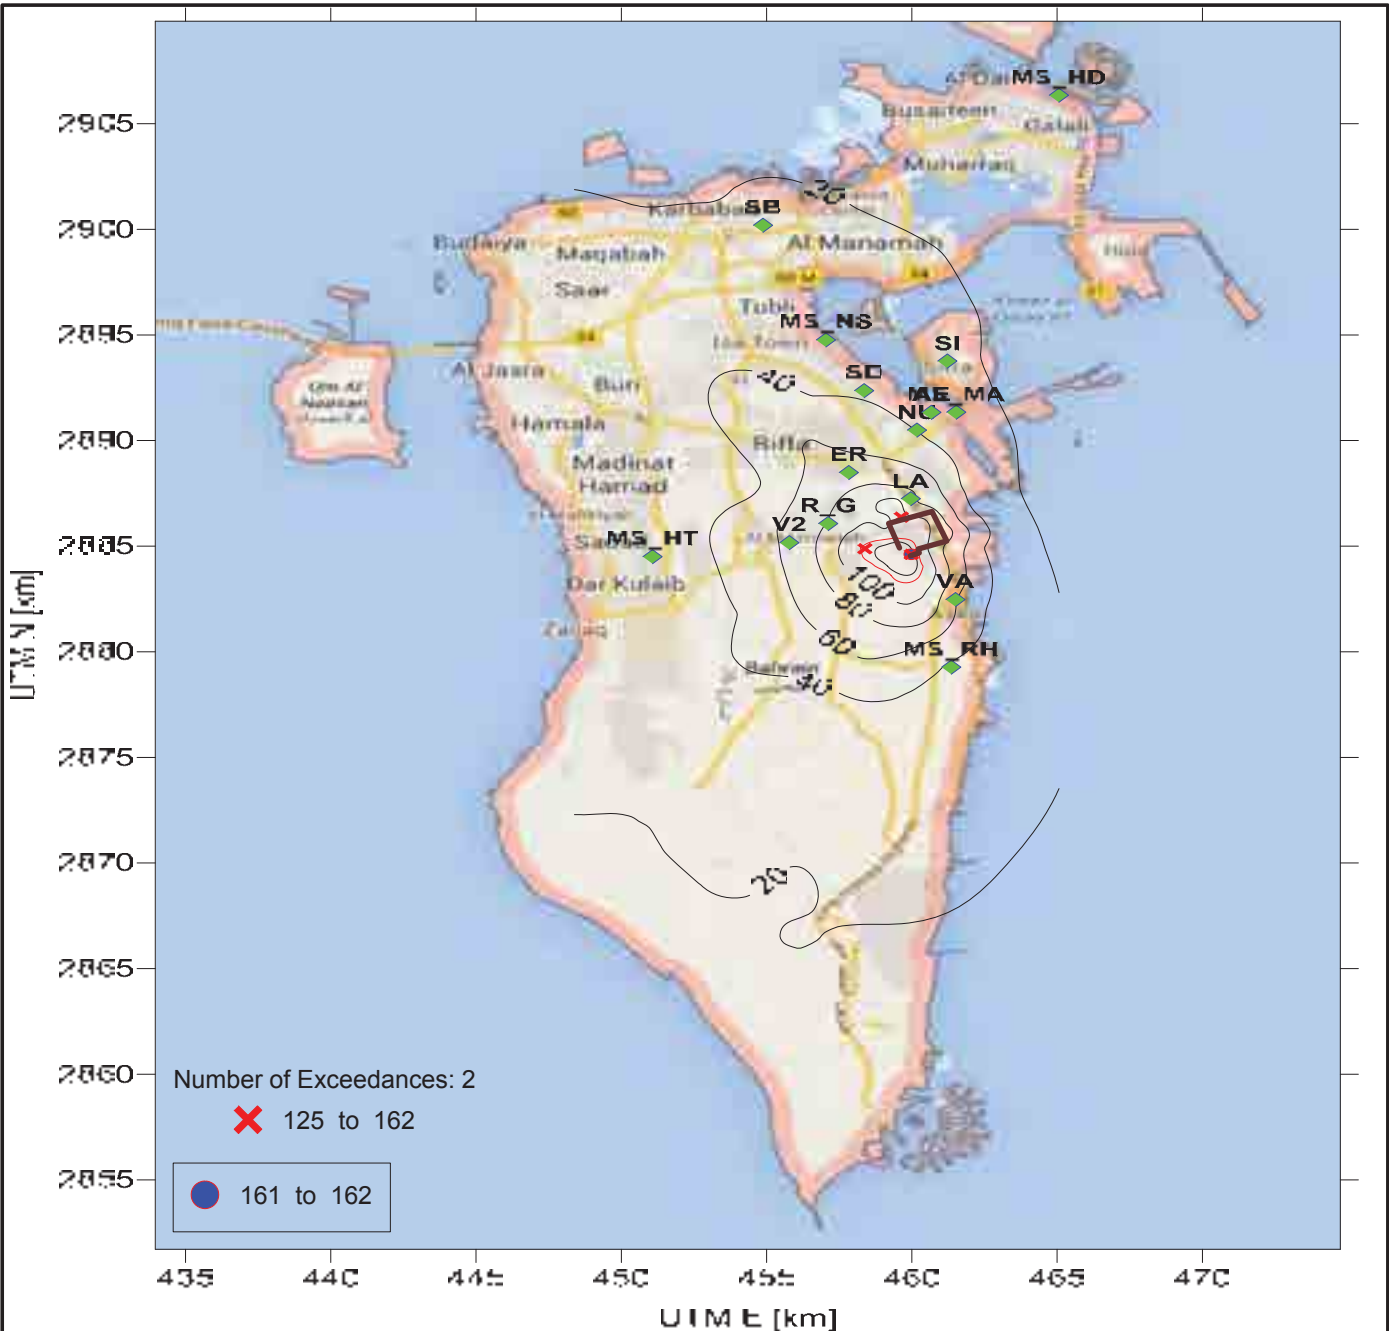 MS_HD
Busaiteen
Galali
2905
Muharraq
20
Karbaba
SB
2900
Budaiya
Al Manamah
Maqabah
Saar
Tubli
2895
MS_NS
SI
Al Jasra
SD
40
Buri
MA
NU
2890
Hamala
Riffa
ER
Madinat
Hamad
LA
R_G
V2
MS_HT
2885
Dar Kulaib
100
VA
80
60
MS_RH
2880
Bahrain
40
UTM N [km]
2875
2870
20
2865
2860
Number of Exceedances: 2
125 to 162
2855
161 to 162
435 440 445 450 455 460 465 470
UTM E [km]